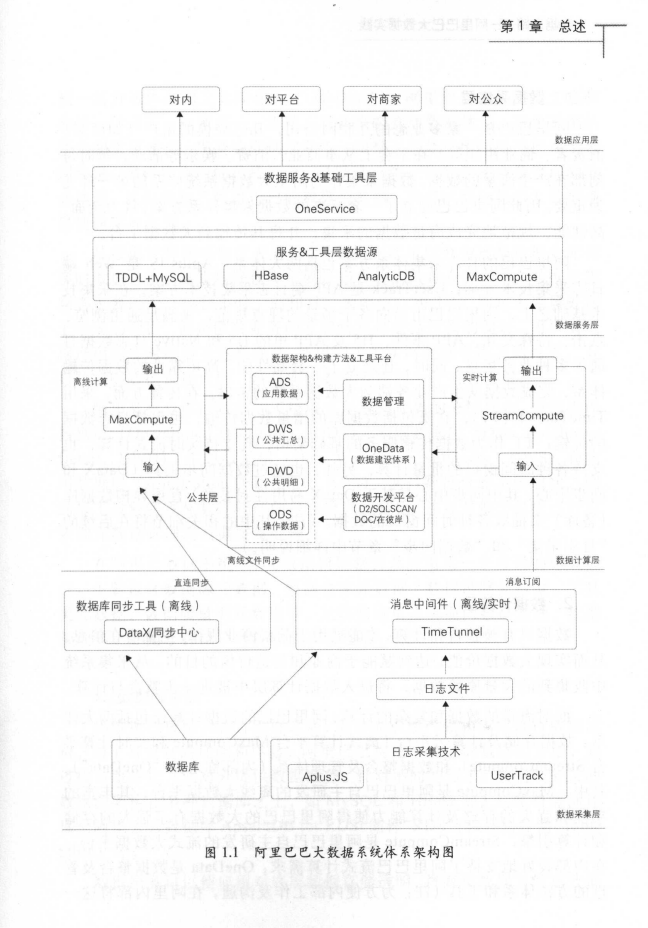 第 1 章 总述
对内 对平台 对商家 对公众
数据应用层
数据服务&基础工具层
OneService
服务&工具层数据源
TDDL+MySQL HBase AnalyticDB MaxCompute
数据服务层
数据架构&构建方法&工具平台
离线计算
输出
MaxCompute
输入
ADS
（应用数据）
DWS
（公共汇总）
DWD
（公共明细）
ODS
（操作数据）
公共层
数据管理
OneData
（数据建设体系）
数据开发平台
（D2/SQLSCAN/
DQC/在彼岸）
实时计算
输出
StreamCompute
输入
离线文件同步
数据计算层
直连同步
消息订阅
数据库同步工具（离线）
DataX/同步中心
消息中间件（离线/实时）
TimeTunnel
日志文件
数据库
日志采集技术
Aplus.JS UserTrack
数据采集层
图 1.1 阿里巴巴大数据系统体系架构图